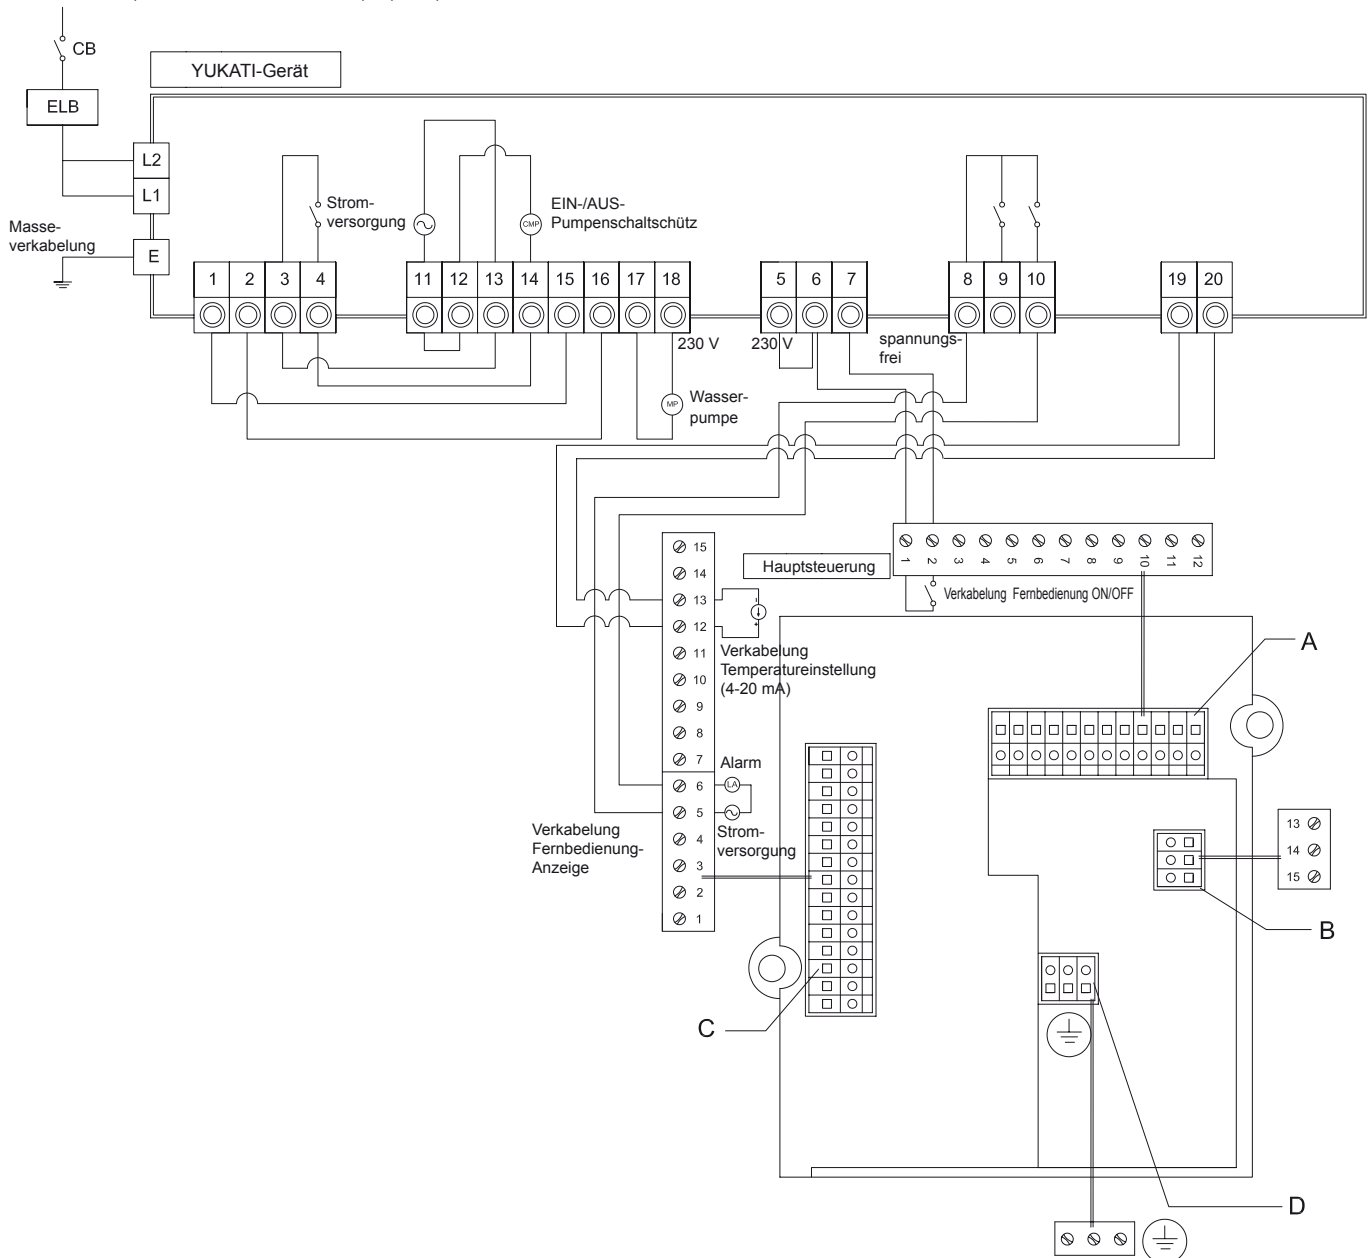 CB
YUKATI-Gerät
ELB
L2
L1
Masse-
verkabelung
E
Strom-
versorgung
CMP
EIN-/AUS-
Pumpenschaltschütz
1 2 3 4
11 12 13 14 15 16 17 18
5 6 7
8 9 10
19 20
230 V
230 V
spannungs-
frei
MP
Wasser-
pumpe
Hauptsteuerung
1 2 3 4 5 6 7 8 9 10 11 12
Verkabelung Fernbedienung ON/OFF
15
14
13
12
11
10
9
8
7
6
5
4
3
2
1
-
+
Verkabelung
Temperatureinstellung
(4-20 mA)
Alarm
LA
Strom-
versorgung
Verkabelung
Fernbedienung-
Anzeige
A
13
14
15
B
C
D